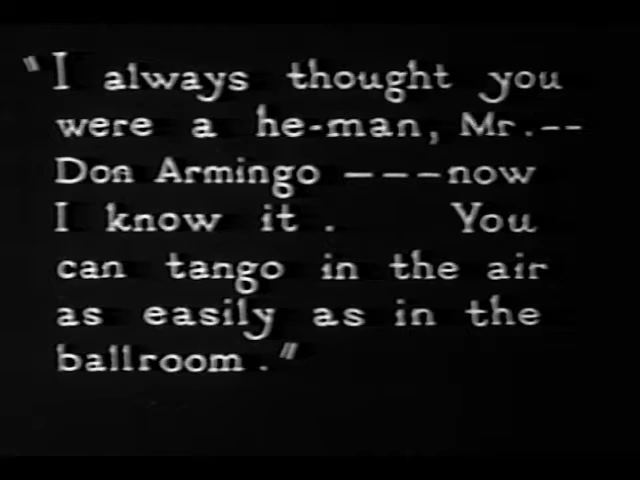 "I always thought you
were a he-man, Mr.--
Don Armingo ---now
I know it. You
can tango in the air
as easily as in the
ballroom."